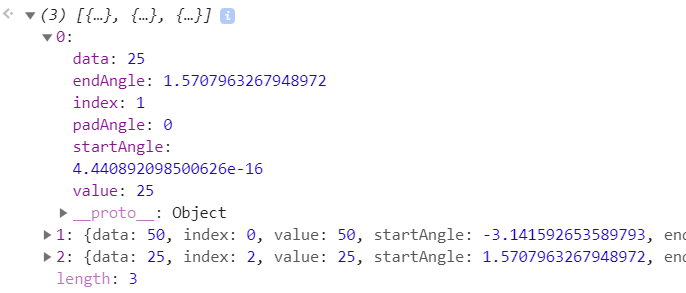 (3) [{…}, {…}, {…}] i
0:
data: 25
endAngle: 1.5707963267948972
index: 1
padAngle: 0
startAngle:
4.440892098500626e-16
value: 25
__proto__: Object
1: {data: 50, index: 0, value: 50, startAngle: -3.141592653589793, end
2: {data: 25, index: 2, value: 25, startAngle: 1.5707963267948972, end
length: 3